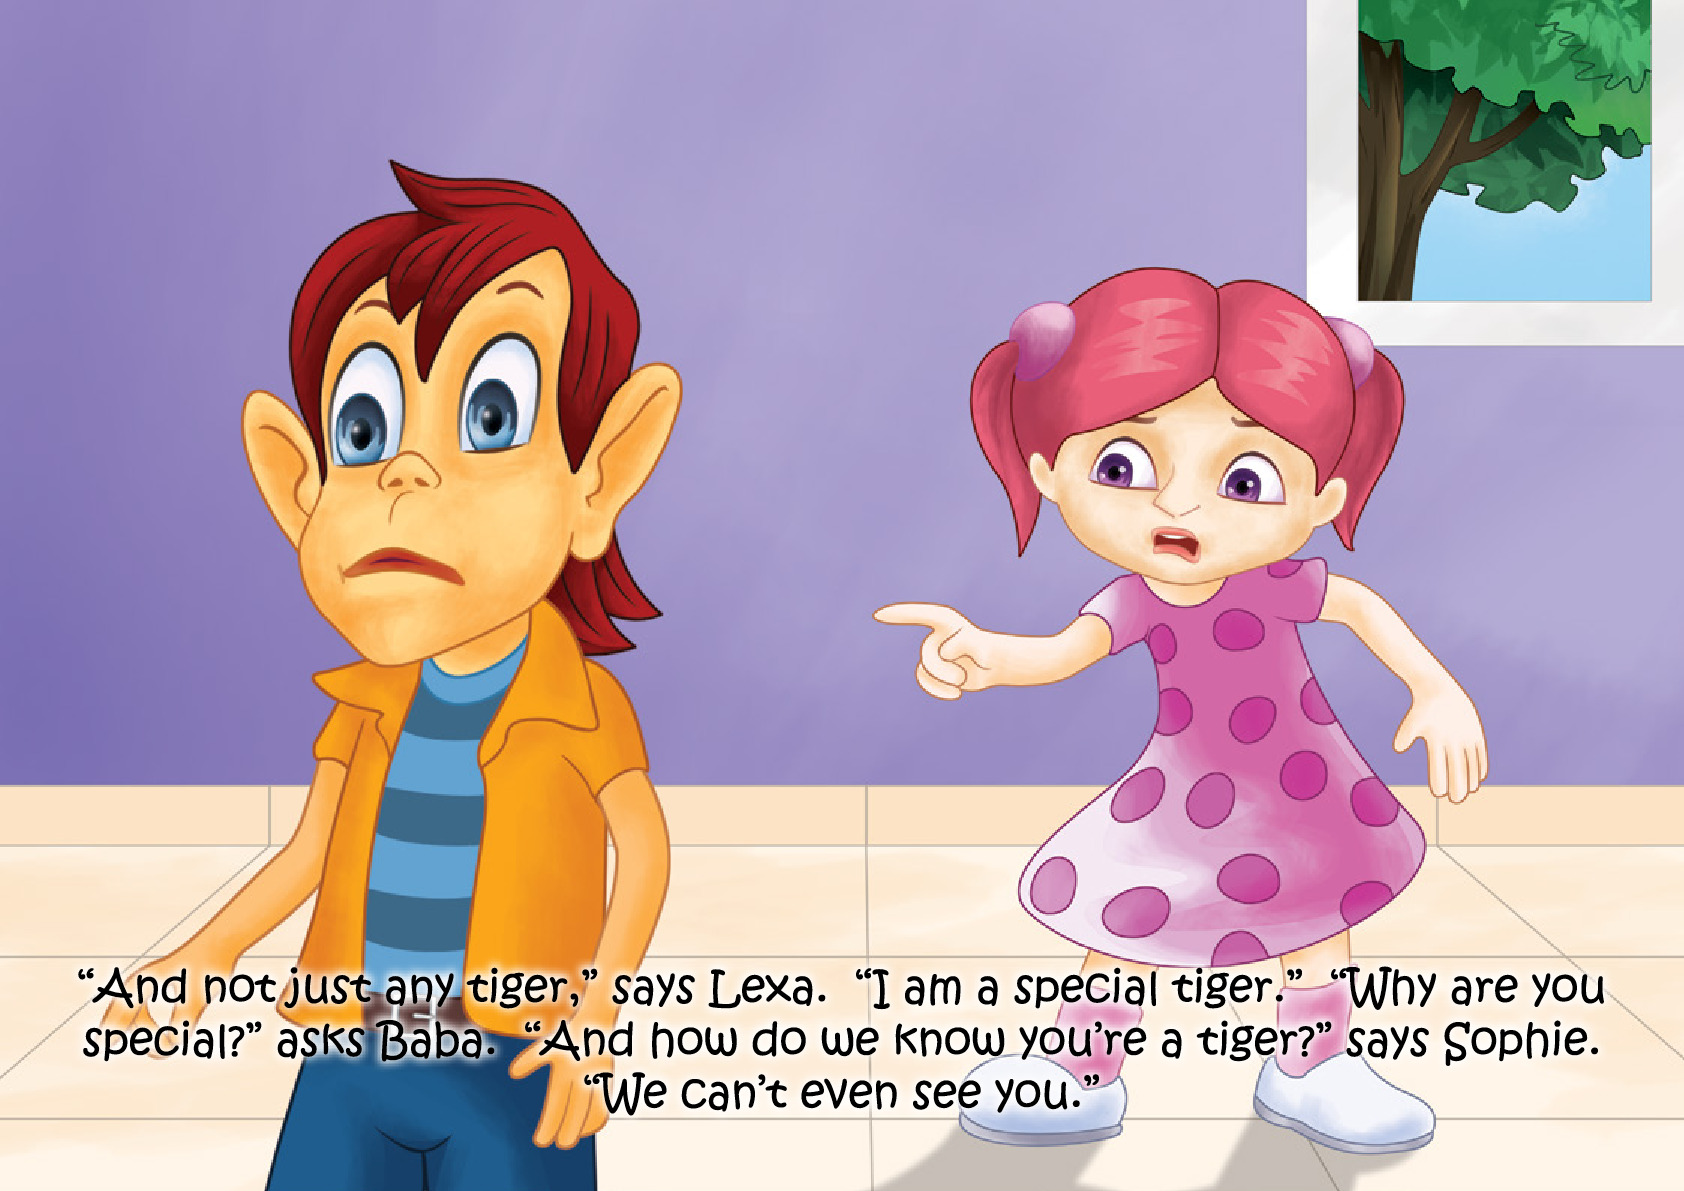 “And not just any tiger,” says Lexa.  “I am a special tiger.”  “Why are you
special?” asks Baba.  “And how do we know you’re a tiger?” says Sophie.
“We can’t even see you.”